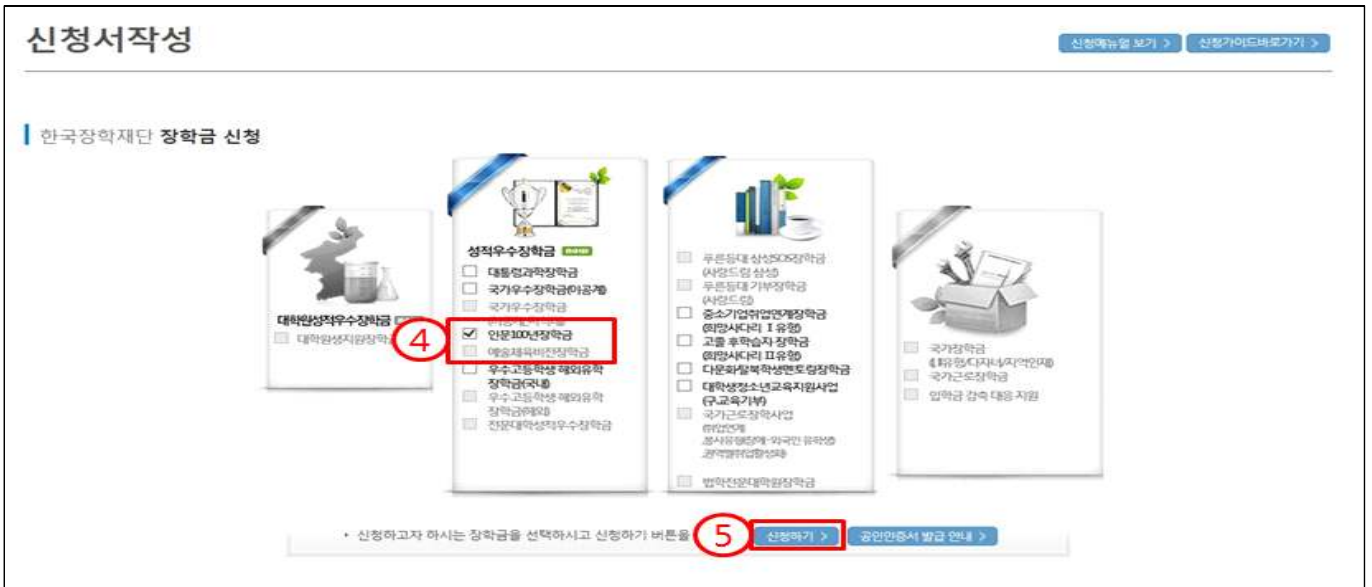 신청서작성
신청메뉴얼 보기 >
신청가이드바로가기 >
한국장학재단 장학금 신청
대학원성적우수장학금
대학원생지원장학
성적우수장학금
대통령과학장학금
국가우수장학금(이공계)
국가우수장학금
④
인문100년장학금
예술체육비전장학금
우수고등학생 해외유학
장학금(국내)
우수고등학생 해외유학
장학금(해외)
전문대학성적우수장학금
푸른등대 삼성SOS장학금
(사랑드림 삼성)
푸른등대 기부장학금
(사랑드림)
중소기업취업연계장학금
(희망사다리 I 유형)
고졸 후학습자 장학금
(희망사다리 II 유형)
다문화탈북학생멘토링장학금
대학생청소년교육지원사업
(구.교육기부)
국가근로장학사업
(취업연계
법학전문대학원장학금
국가장학금
국가근로장학금
입학금 감축 대응 지원
• 신청하고자 하시는 장학금을 선택하시고 신청하기 버튼을
⑤
신청하기 >
공인인증서 발급 안내 >